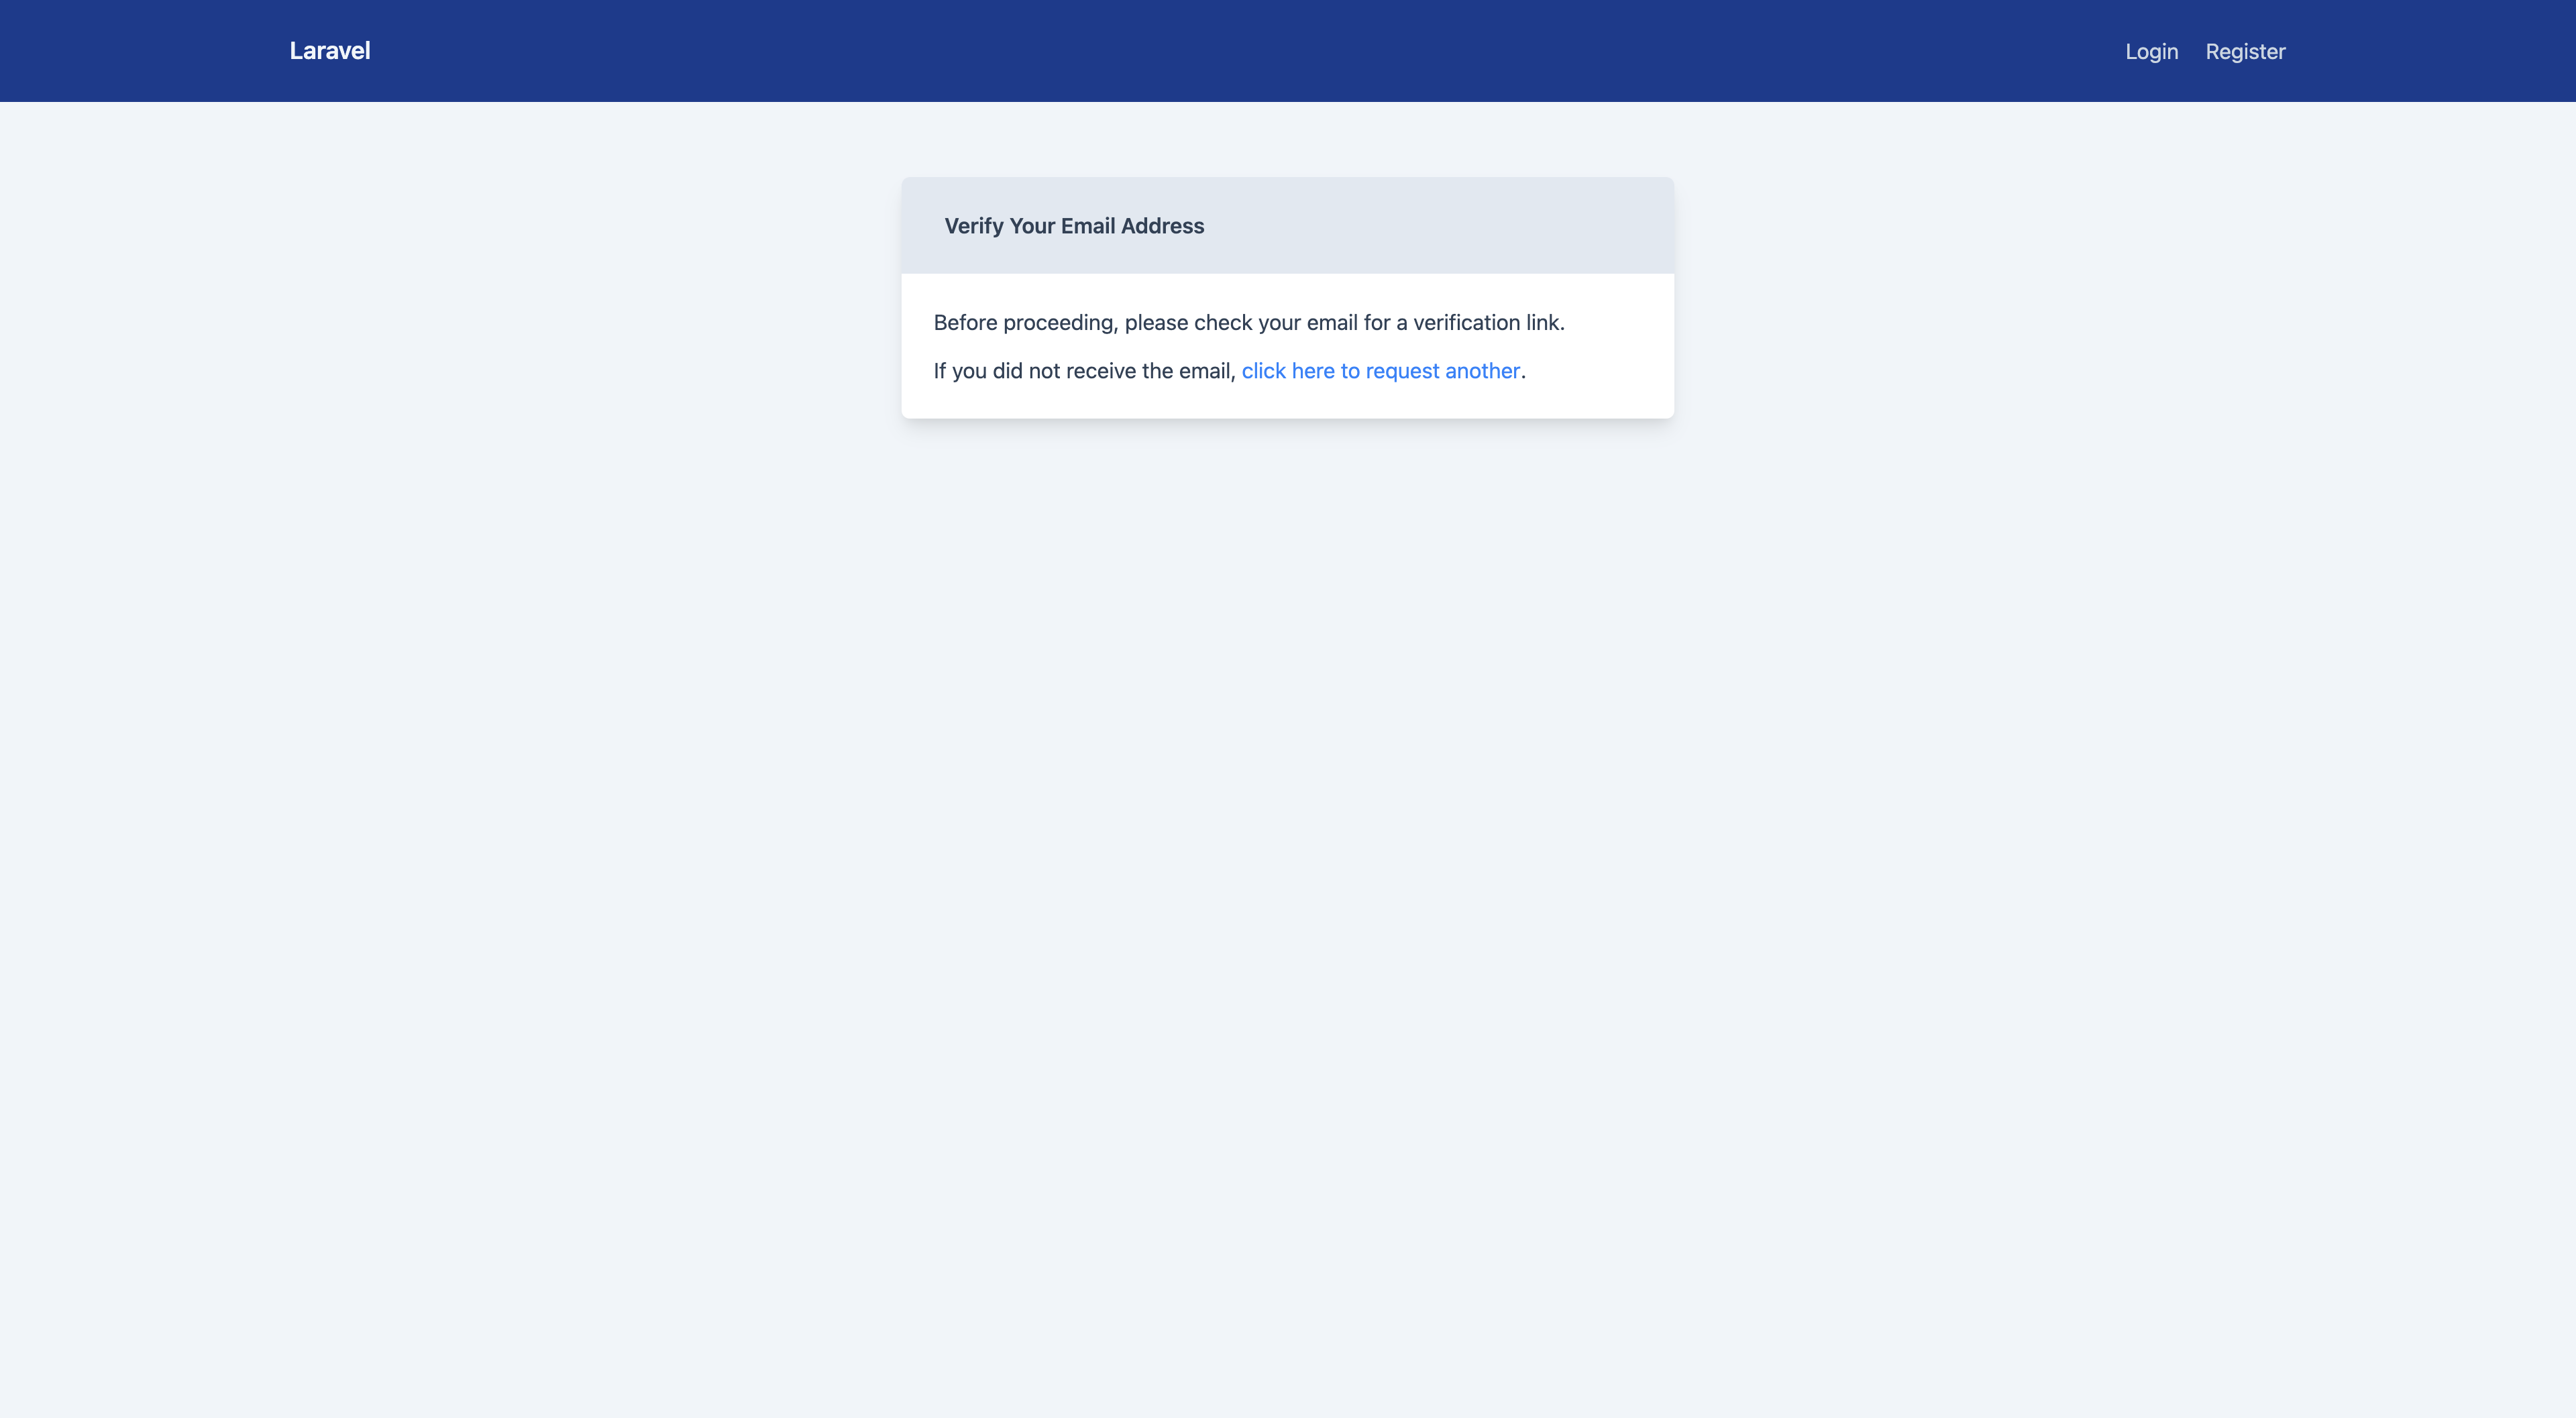 Laravel
Login Register
Verify Your Email Address
Before proceeding, please check your email for a verification link.
If you did not receive the email, click here to request another.